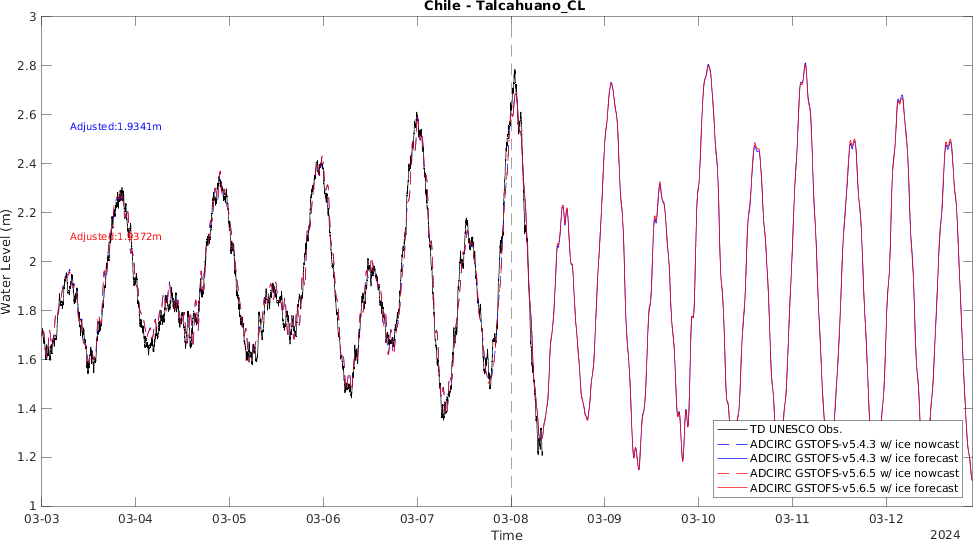 Chile - Talcahuano_CL
3
2.8
2.6
2.4
2.2
2
1.8
1.6
1.4
1.2
1
Water Level (m)
Adjusted:1.9341m
Adjusted:1.9372m
TD UNESCO Obs.
ADCIRC GSTOFS-v5.4.3 w/ ice nowcast
ADCIRC GSTOFS-v5.4.3 w/ ice forecast
ADCIRC GSTOFS-v5.6.5 w/ ice nowcast
ADCIRC GSTOFS-v5.6.5 w/ ice forecast
03-03 03-04 03-05 03-06 03-07 03-08 03-09 03-10 03-11 03-12
Time
2024